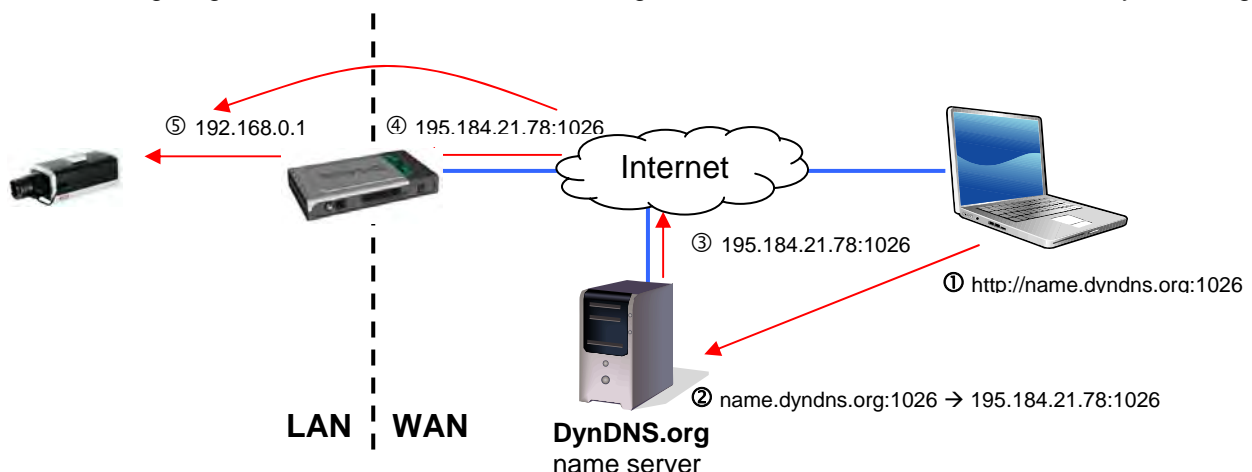 ⑤ 192.168.0.1
④ 195.184.21.78:1026
Internet
③ 195.184.21.78:1026
① http://name.dyndns.org:1026
② name.dyndns.org:1026 → 195.184.21.78:1026
LAN WAN
DynDNS.org
name server